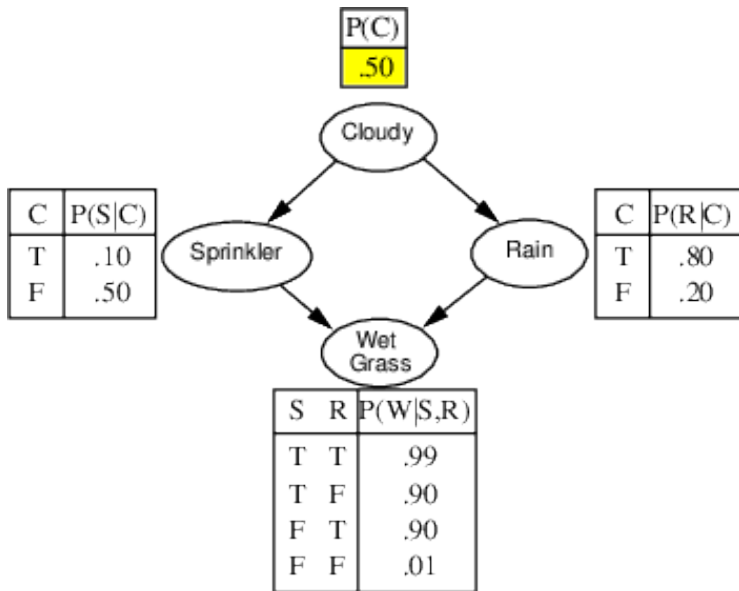 P(C)
.50
Cloudy
C P(S|C)
T .10
F .50
Sprinkler
Rain
C P(R|C)
T .80
F .20
Wet
Grass
S R P(W|S,R)
T T .99
T F .90
F T .90
F F .01